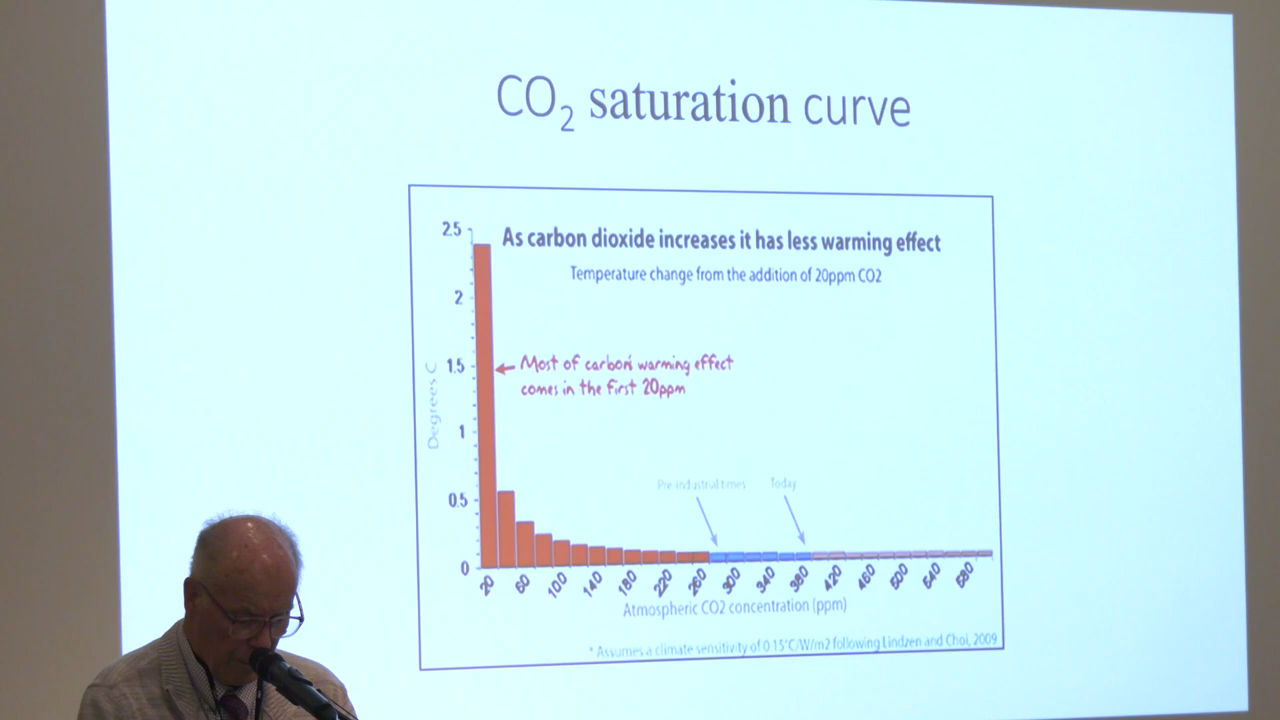 CO₂ saturation curve
As carbon dioxide increases it has less warming effect
Temperature change from the addition of 20ppm CO2
2.5
2
1.5
1
0.5
0
Degrees C
Most of carbon's warming effect
comes in the first 20ppm
Pre industrial times
Today
20 60 100 140 180 220 260 300 340 380 420 460 500 540 580
Atmospheric CO2 concentration (ppm)
* Assumes a climate sensitivity of 0.15°C/W/m2 following Lindzen and Choi, 2009